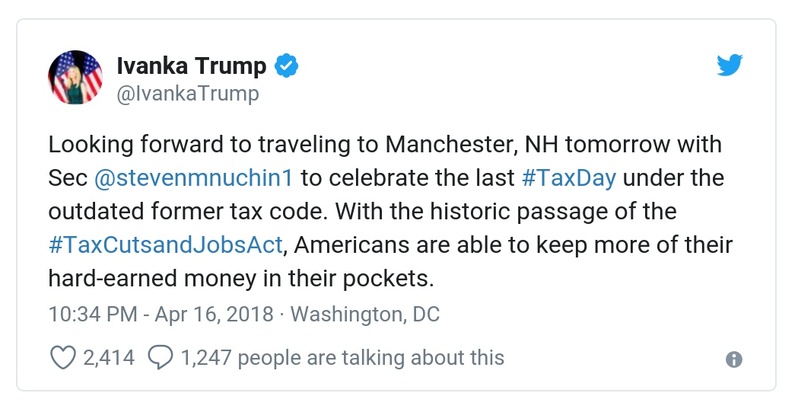 Ivanka Trump
@IvankaTrump
Looking forward to traveling to Manchester, NH tomorrow with
Sec @stevenmnuchin1 to celebrate the last #TaxDay under the
outdated former tax code. With the historic passage of the
#TaxCutsandJobsAct, Americans are able to keep more of their
hard-earned money in their pockets.
10:34 PM - Apr 16, 2018 · Washington, DC
2,414 1,247 people are talking about this